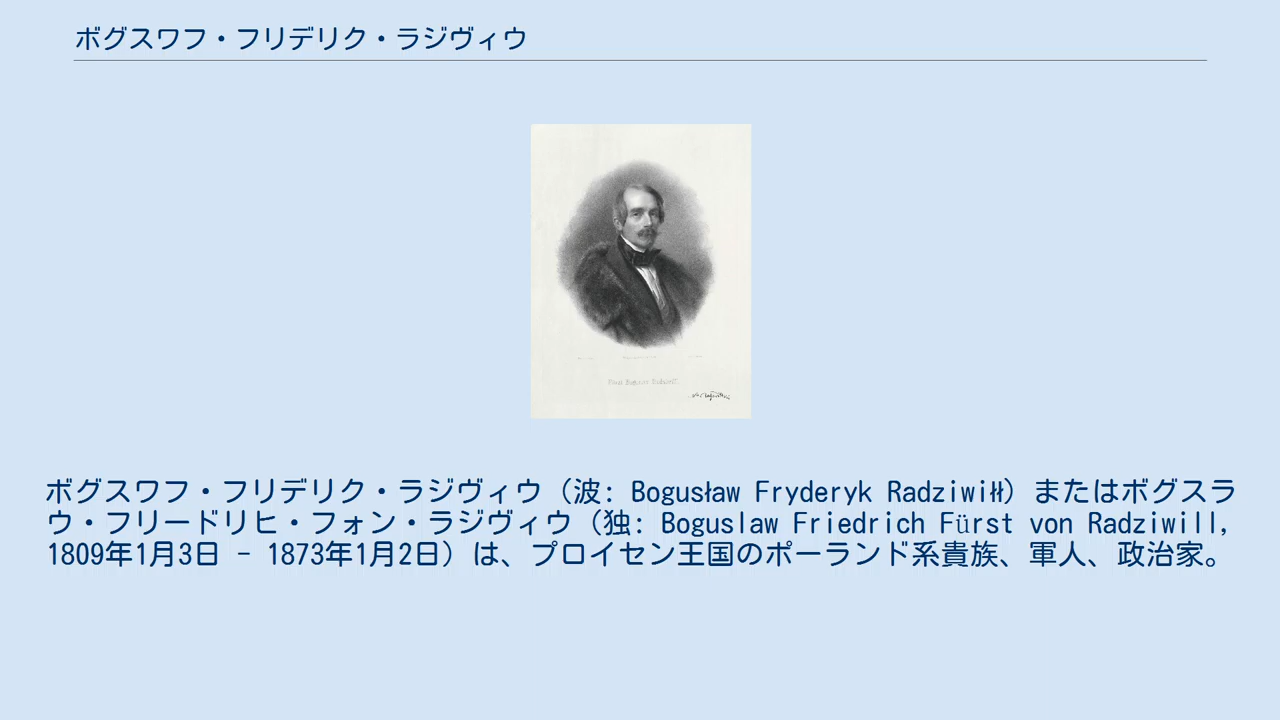 ボグスワフ・フリデリク・ラジヴィウ
ボグスワフ・フリデリク・ラジヴィウ（波: Bogusław Fryderyk Radziwiłł）またはボグスラ
ウ・フリードリヒ・フォン・ラジヴィウ（独: Boguslaw Friedrich Fürst von Radziwill,
1809年1月3日 - 1873年1月2日）は、プロイセン王国のポーランド系貴族、軍人、政治家。